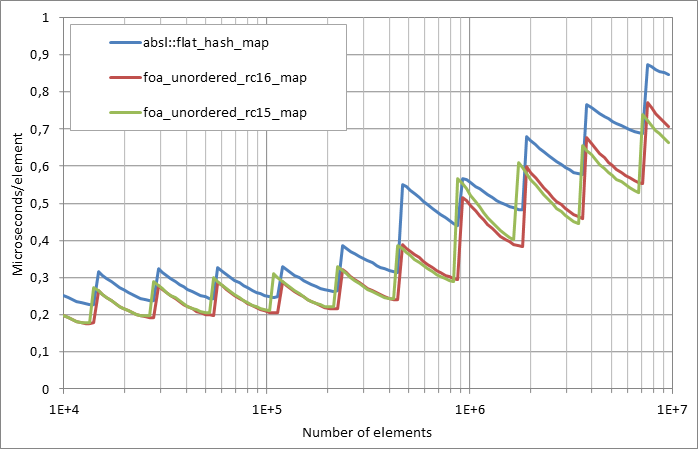 1
0,9
0,8
0,7
0,6
0,5
0,4
0,3
0,2
0,1
0
Microseconds/element
absl::flat_hash_map
foa_unordered_rc16_map
foa_unordered_rc15_map
1E+4 1E+5 1E+6 1E+7
Number of elements